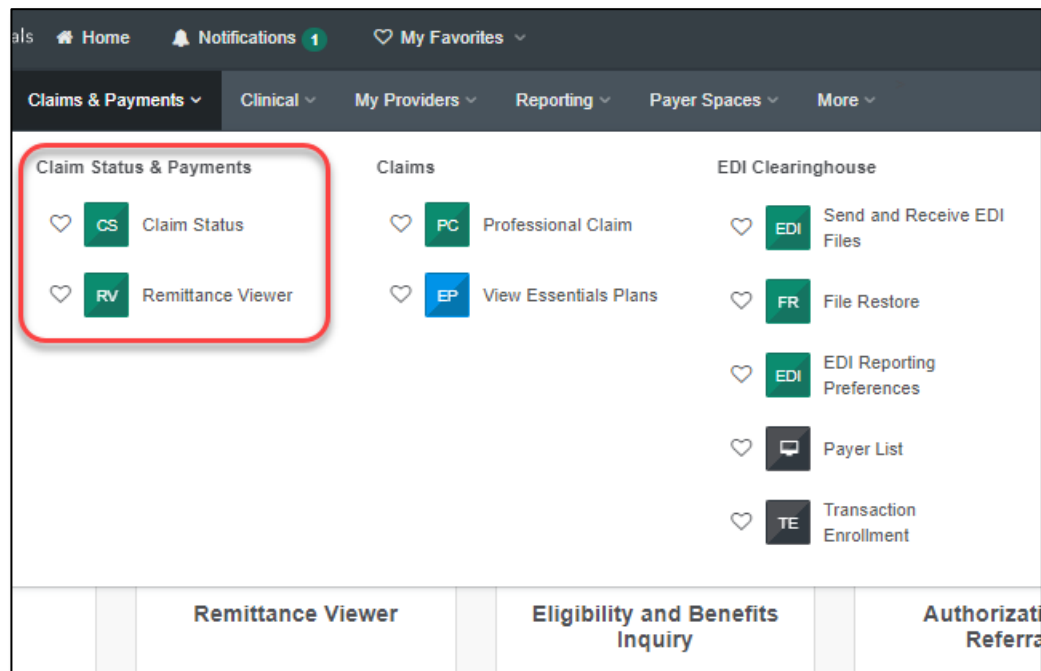 als Home Notifications 1 My Favorites
Claims & Payments Clinical My Providers Reporting Payer Spaces More
Claim Status & Payments
CS Claim Status
RV Remittance Viewer
Claims
PC Professional Claim
EP View Essentials Plans
EDI Clearinghouse
EDI Send and Receive EDI
Files
FR File Restore
EDI EDI Reporting
Preferences
Payer List
TE Transaction
Enrollment
Remittance Viewer
Eligibility and Benefits
Inquiry
Authorizati
Referra